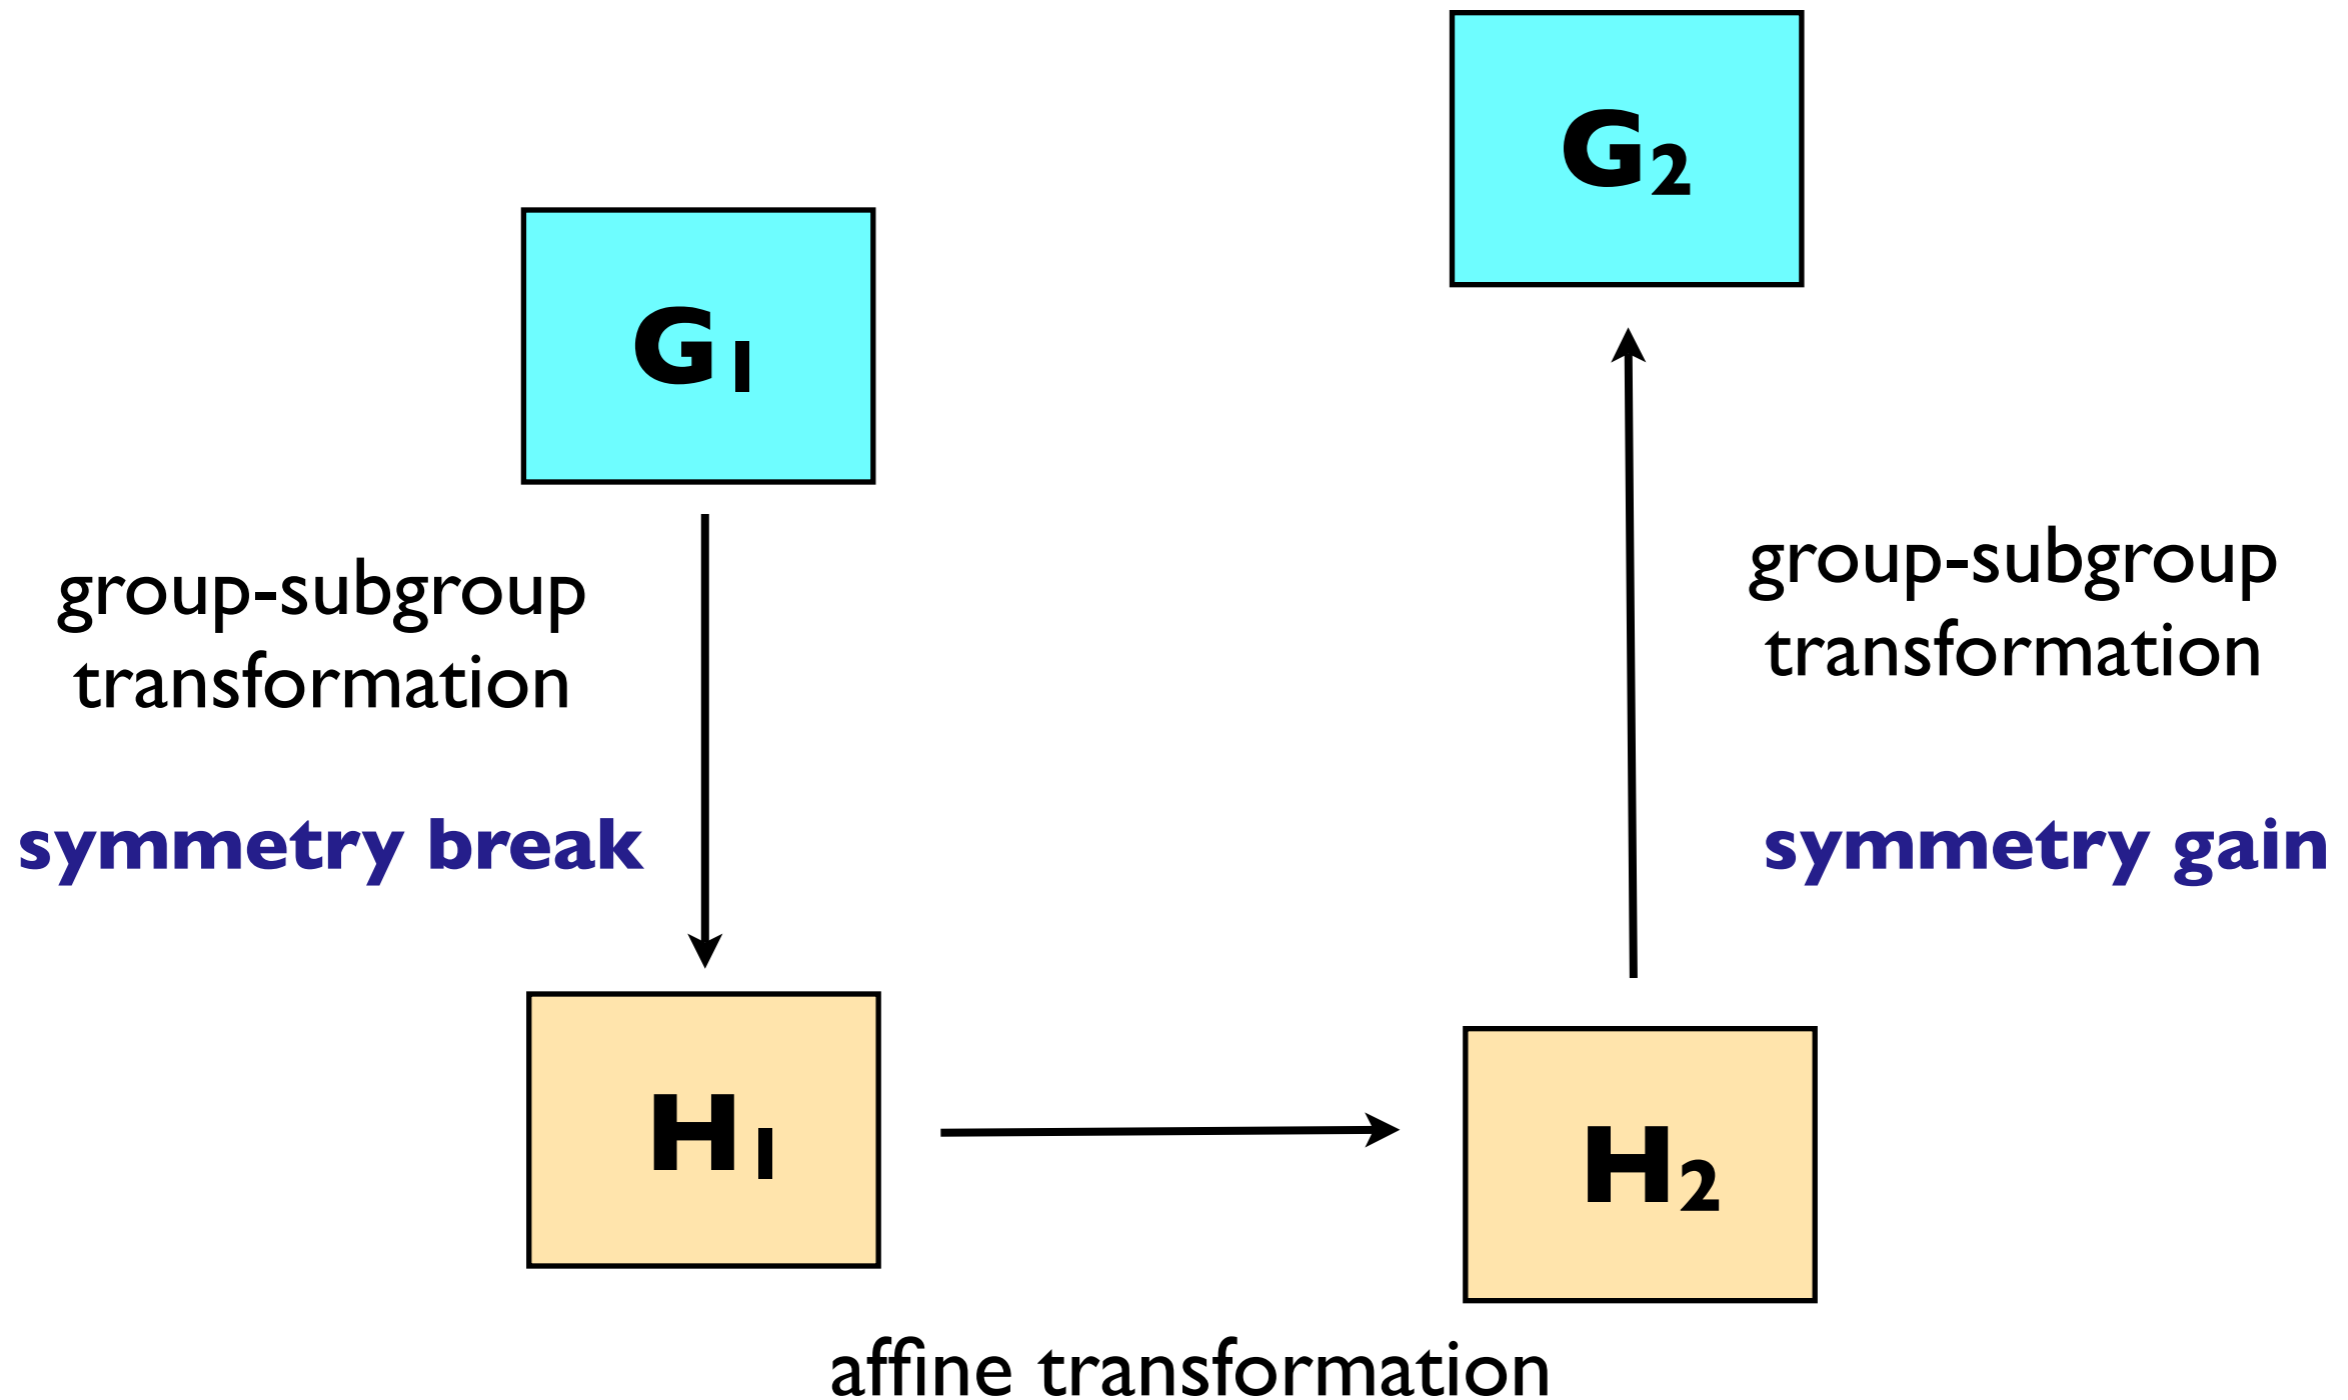 G2
G1
group-subgroup
transformation
group-subgroup
transformation
symmetry break
symmetry gain
H1
H2
affine transformation